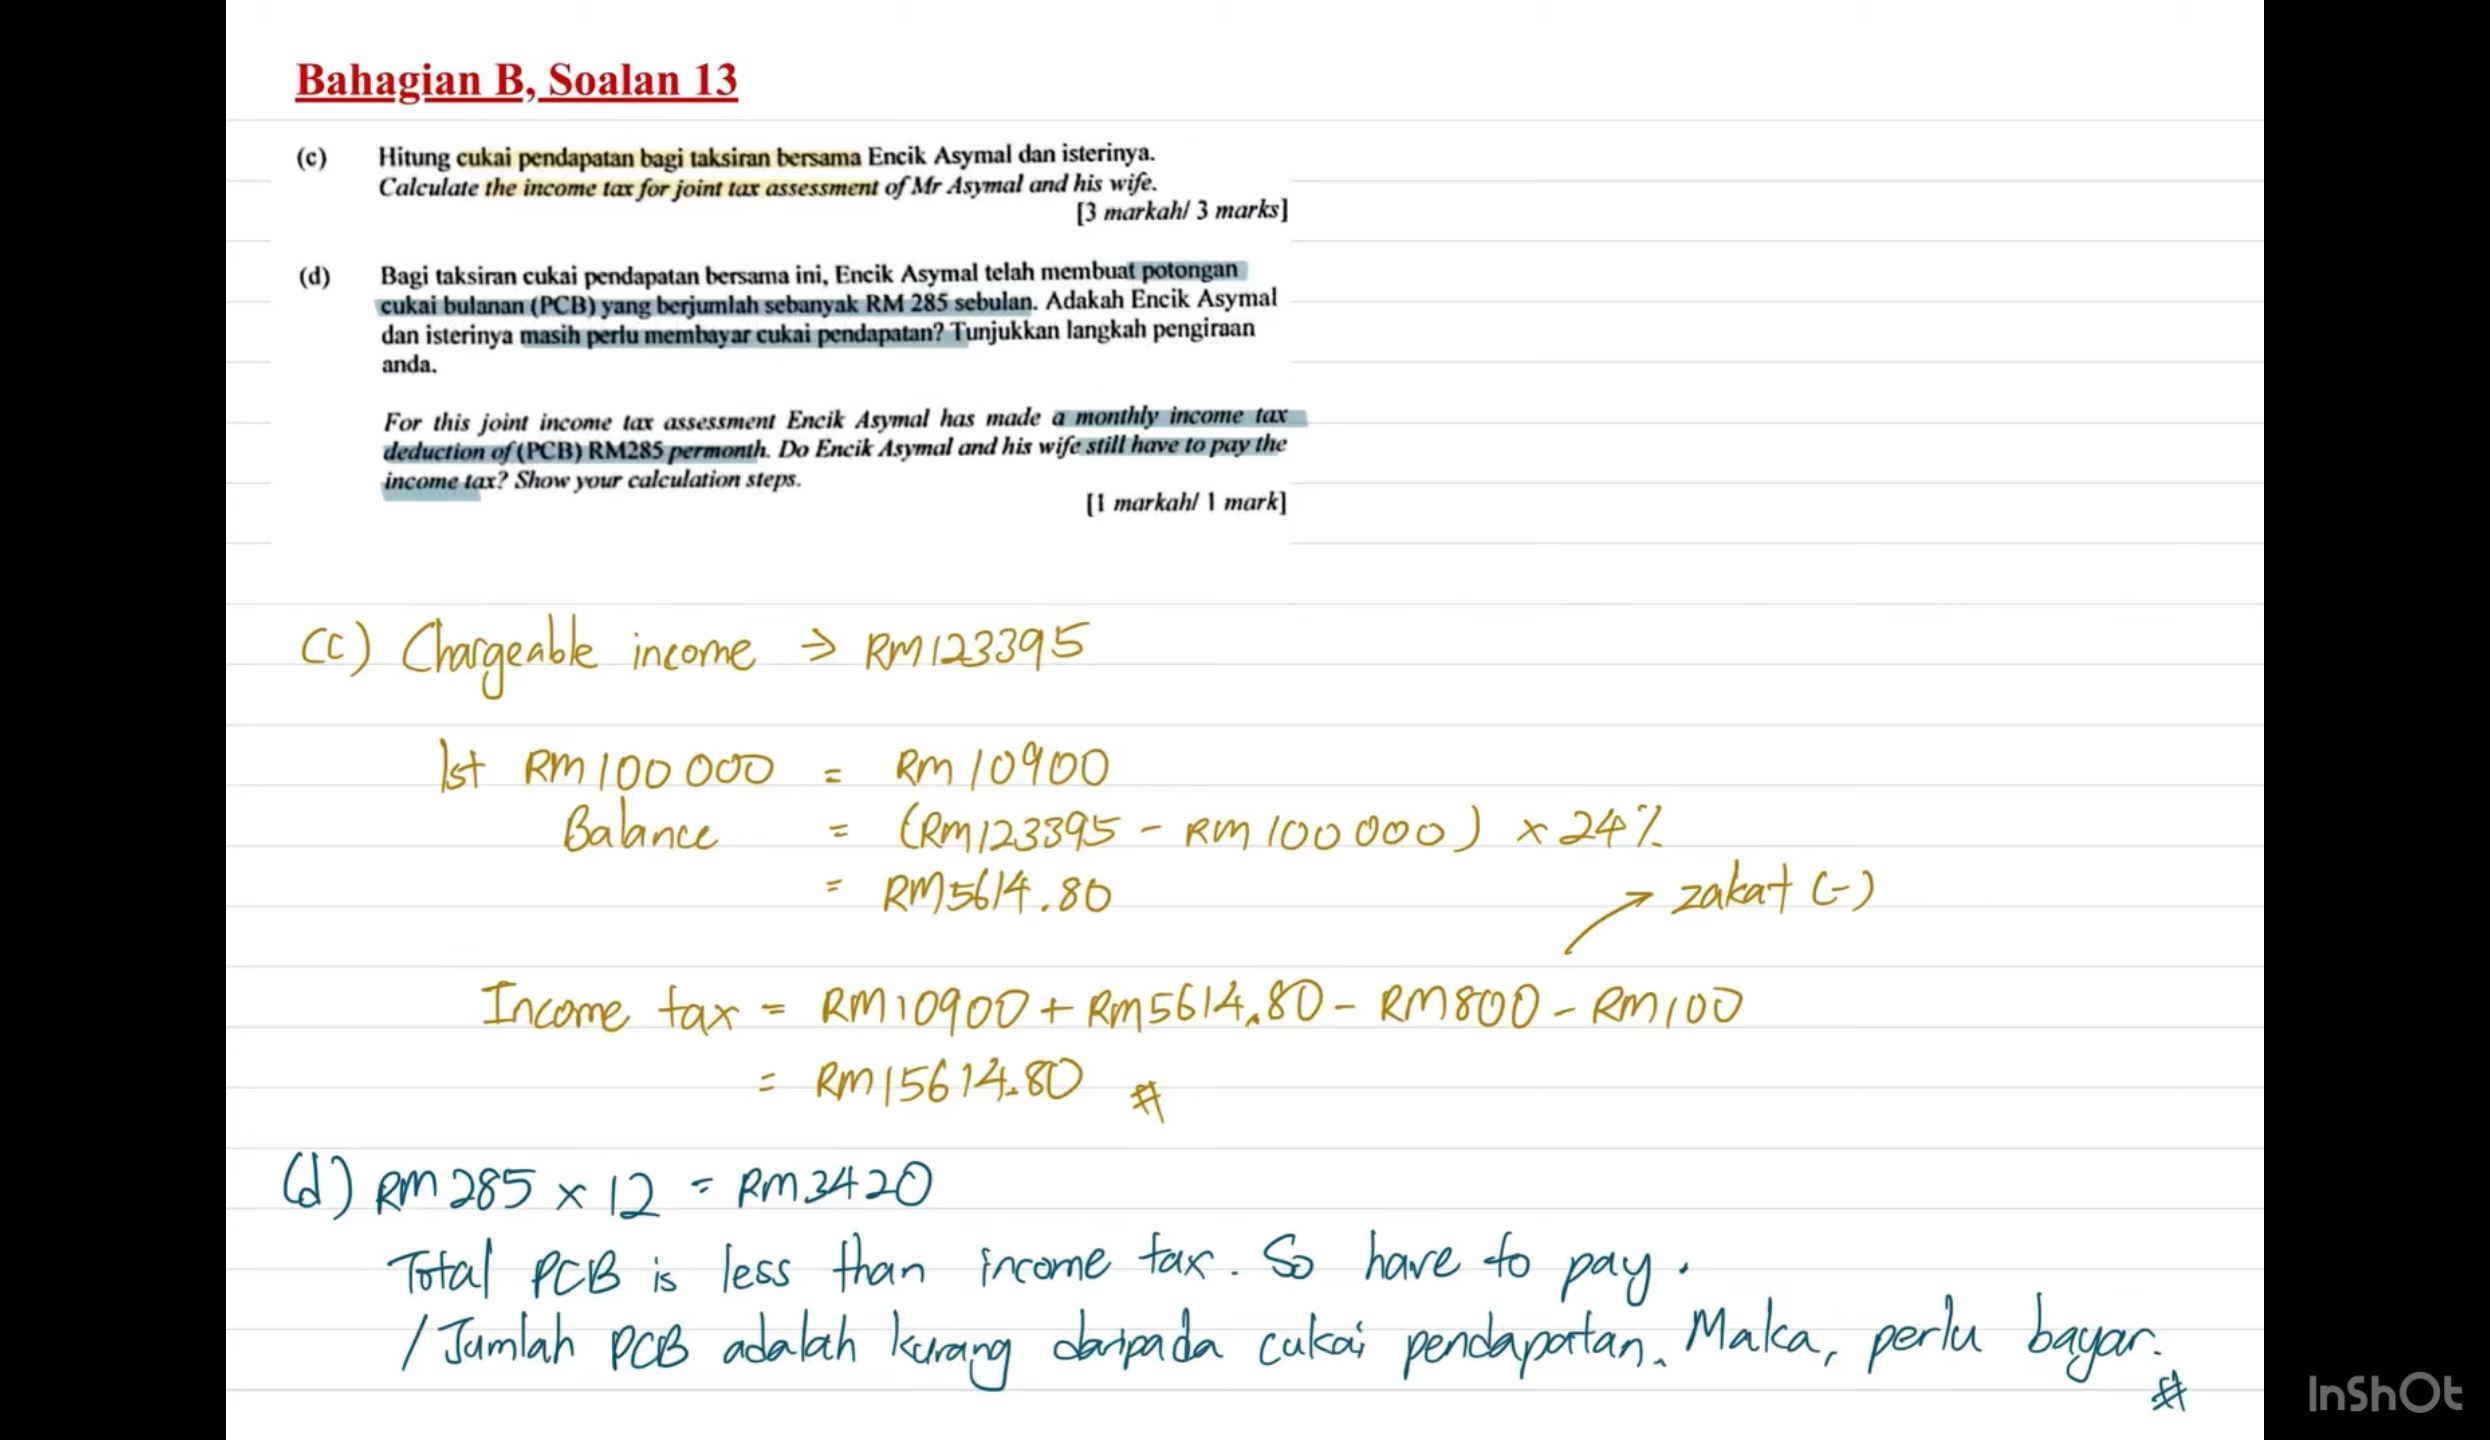 Bahagian B, Soalan 13
(c) Hitung cukai pendapatan bagi taksiran bersama Encik Asymal dan isterinya.
Calculate the income tax for joint tax assessment of Mr Asymal and his wife.
[3 markah/ 3 marks]
(d) Bagi taksiran cukai pendapatan bersama ini, Encik Asymal telah membuat potongan
cukai bulanan (PCB) yang berjumlah sebanyak RM 285 sebulan. Adakah Encik Asymal
dan isterinya masih perlu membayar cukai pendapatan? Tunjukkan langkah pengiraan
anda.
For this joint income tax assessment Encik Asymal has made a monthly income tax
deduction of (PCB) RM285 permonth. Do Encik Asymal and his wife still have to pay the
income tax? Show your calculation steps.
[1 markah/ 1 mark]
(c) Chargeable income → RM123395
1st RM100 000 = RM10900
Balance = (RM123395 - RM100 000) × 24%
= RM5614.80
→ zakat (-)
Income tax = RM10900 + RM5614.80 - RM800 - RM100
= RM15614.80 #
(d) RM285 × 12 = RM3420
Total PCB is less than income tax. So have to pay.
/ Jumlah PCB adalah kurang daripada cukai pendapatan. Maka, perlu bayar.
#
InShOt